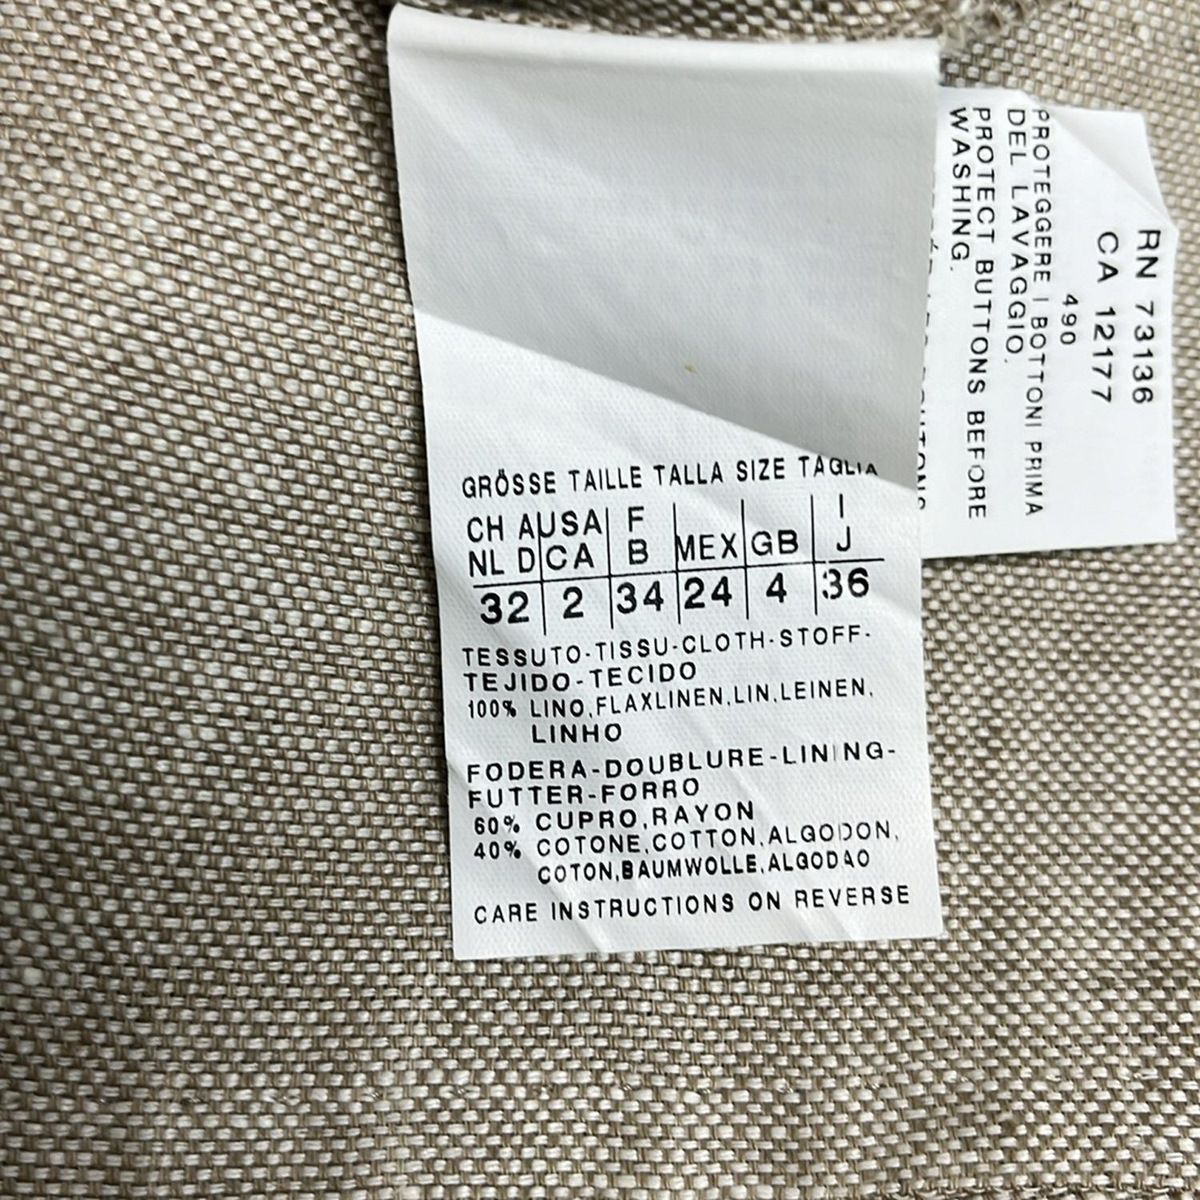 GRÖSSE TAILLE TALLA SIZE TAGLIA
CH A USA F MEX GB I
NL D CA B J
32 2 34 24 4 36
TESSUTO-TISSU-CLOTH-STOFF-
TEJIDO-TECIDO
100% LINO,FLAXLINEN,LIN,LEINEN,
LINHO
FODERA-DOUBLURE-LINING-
FUTTER-FORRO
60% CUPRO,RAYON
40% COTONE,COTTON,ALGODON,
COTON,BAUMWOLLE,ALGODAO
CARE INSTRUCTIONS ON REVERSE
RN 73136
CA 12177
490
PROTEGGERE I BOTTONI PRIMA
DEL LAVAGGIO.
PROTECT BUTTONS BEFORE
WASHING.